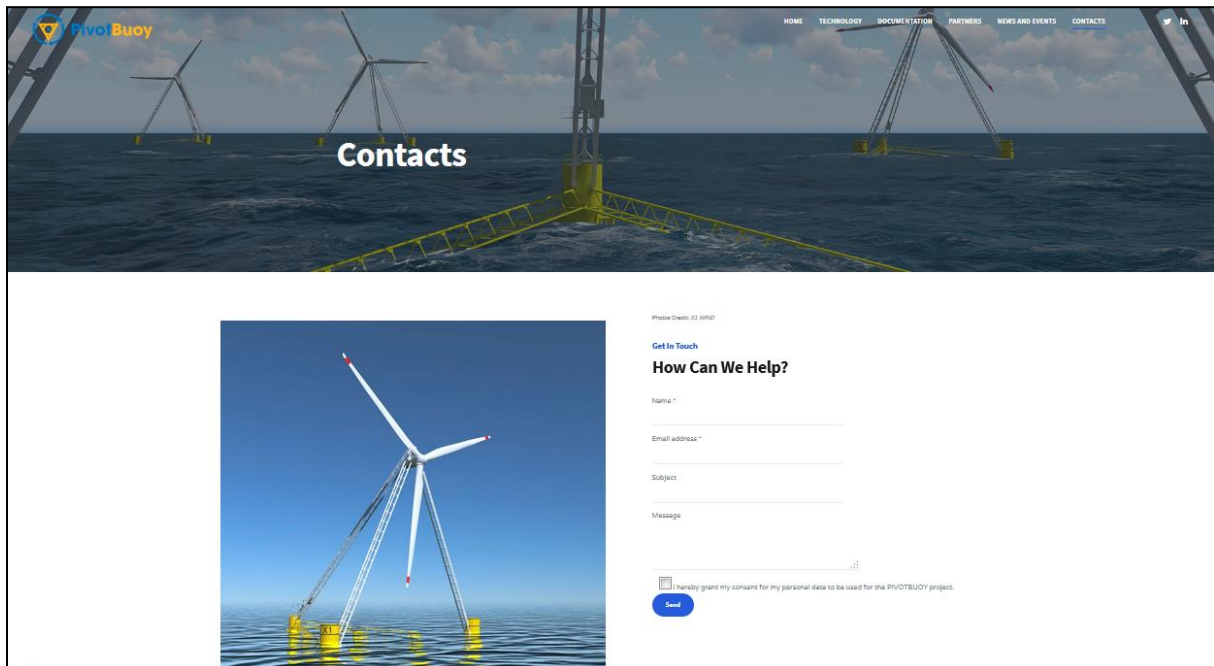 PivotBuoy
HOME TECHNOLOGY DOCUMENTATION PARTNERS NEWS AND EVENTS CONTACTS
in
Contacts
Photos Credit: X1 WIND
Get In Touch
How Can We Help?
Name *
Email address *
Subject
Message
I hereby grant my consent for my personal data to be used for the PIVOTBUOY project.
Send
X1